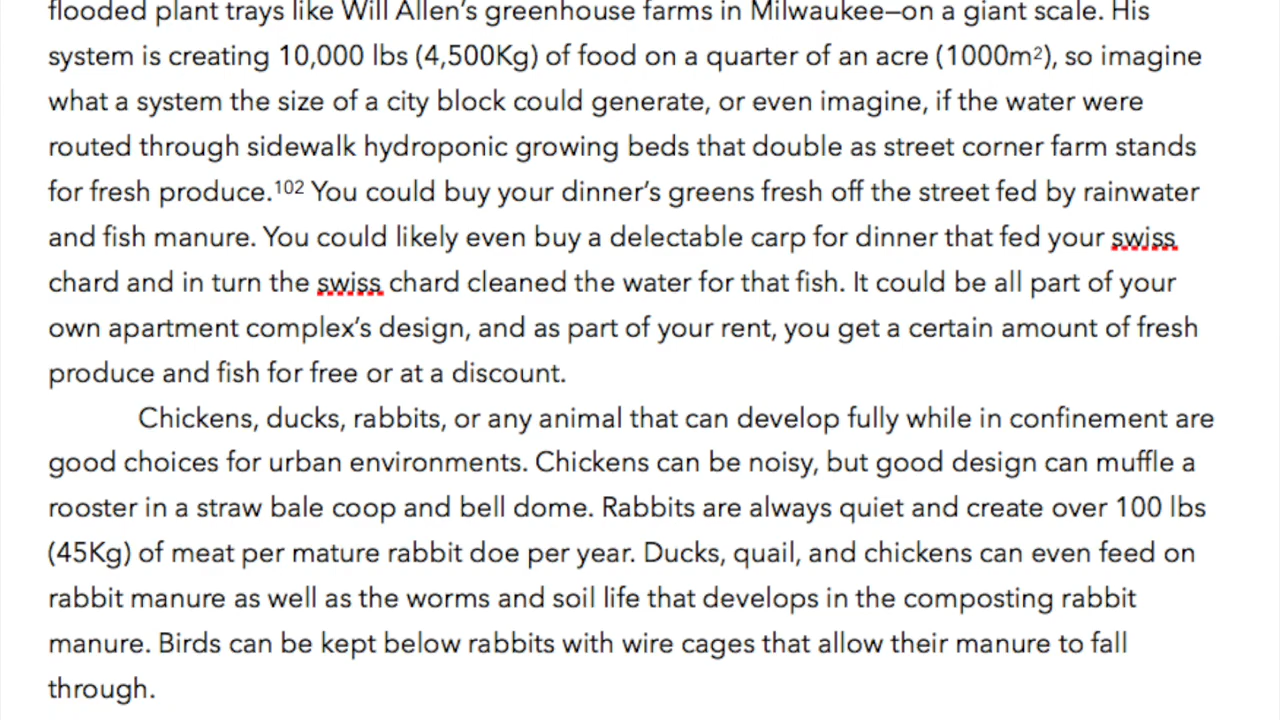 flooded plant trays like Will Allen’s greenhouse farms in Milwaukee—on a giant scale. His
system is creating 10,000 lbs (4,500Kg) of food on a quarter of an acre (1000m²), so imagine
what a system the size of a city block could generate, or even imagine, if the water were
routed through sidewalk hydroponic growing beds that double as street corner farm stands
for fresh produce.¹⁰² You could buy your dinner’s greens fresh off the street fed by rainwater
and fish manure. You could likely even buy a delectable carp for dinner that fed your swiss
chard and in turn the swiss chard cleaned the water for that fish. It could be all part of your
own apartment complex’s design, and as part of your rent, you get a certain amount of fresh
produce and fish for free or at a discount.
Chickens, ducks, rabbits, or any animal that can develop fully while in confinement are
good choices for urban environments. Chickens can be noisy, but good design can muffle a
rooster in a straw bale coop and bell dome. Rabbits are always quiet and create over 100 lbs
(45Kg) of meat per mature rabbit doe per year. Ducks, quail, and chickens can even feed on
rabbit manure as well as the worms and soil life that develops in the composting rabbit
manure. Birds can be kept below rabbits with wire cages that allow their manure to fall
through.